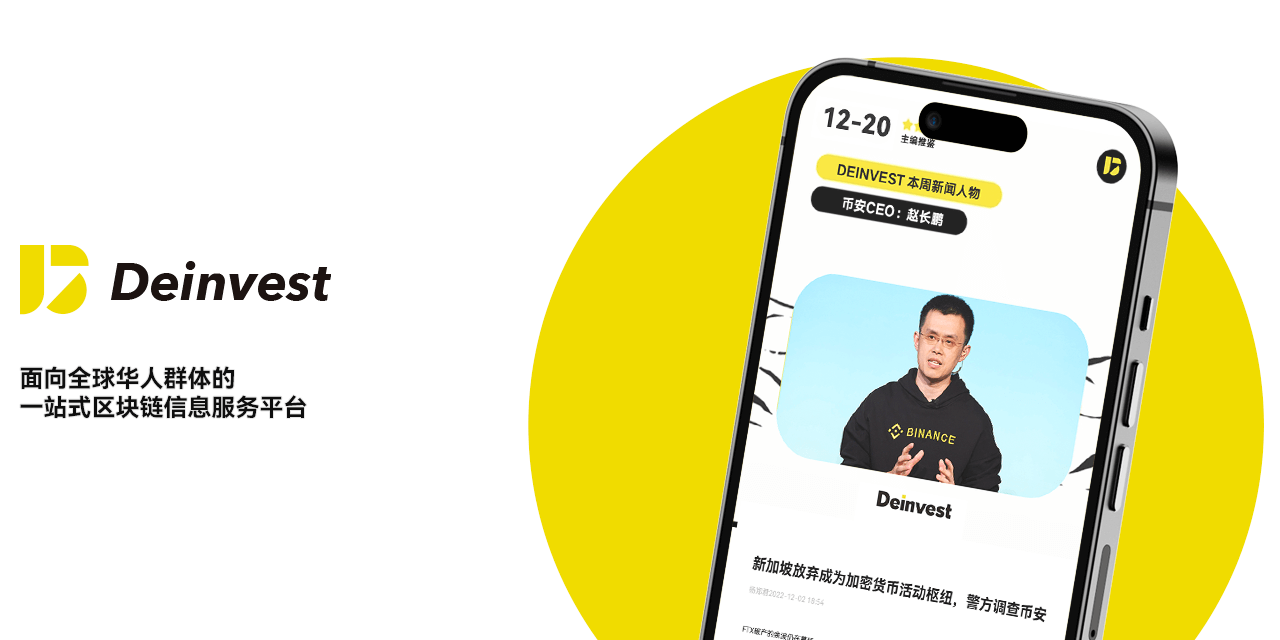 Deinvest
面向全球华人群体的
一站式区块链信息服务平台
12-20
主编推鉴
DEINVEST 本周新闻人物
币安CEO：赵长鹏
BINANCE
Deinvest
新加坡放弃成为加密货币活动枢纽，警方调查币安
2022-12-02 18:54